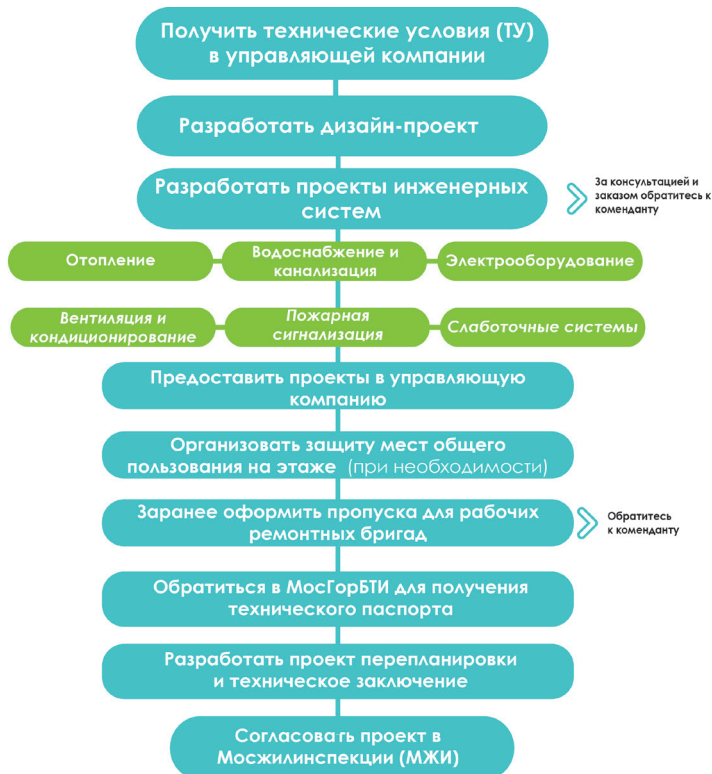 Получить технические условия (ТУ)
в управляющей компании
Разработать дизайн-проект
Разработать проекты инженерных
систем
За консультацией и
заказом обратитесь к
коменданту
Отопление
Водоснабжение и
канализация
Электрооборудование
Вентиляция и
кондиционирование
Пожарная
сигнализация
Слаботочные системы
Предоставить проекты в управляющую
компанию
Организовать защиту мест общего
пользования на этаже (при необходимости)
Заранее оформить пропуска для рабочих
ремонтных бригад
Обратитесь
к коменданту
Обратиться в МосГорБТИ для получения
технического паспорта
Разработать проект перепланировки
и техническое заключение
Согласовать проект в
Мосжилинспекции (МЖИ)